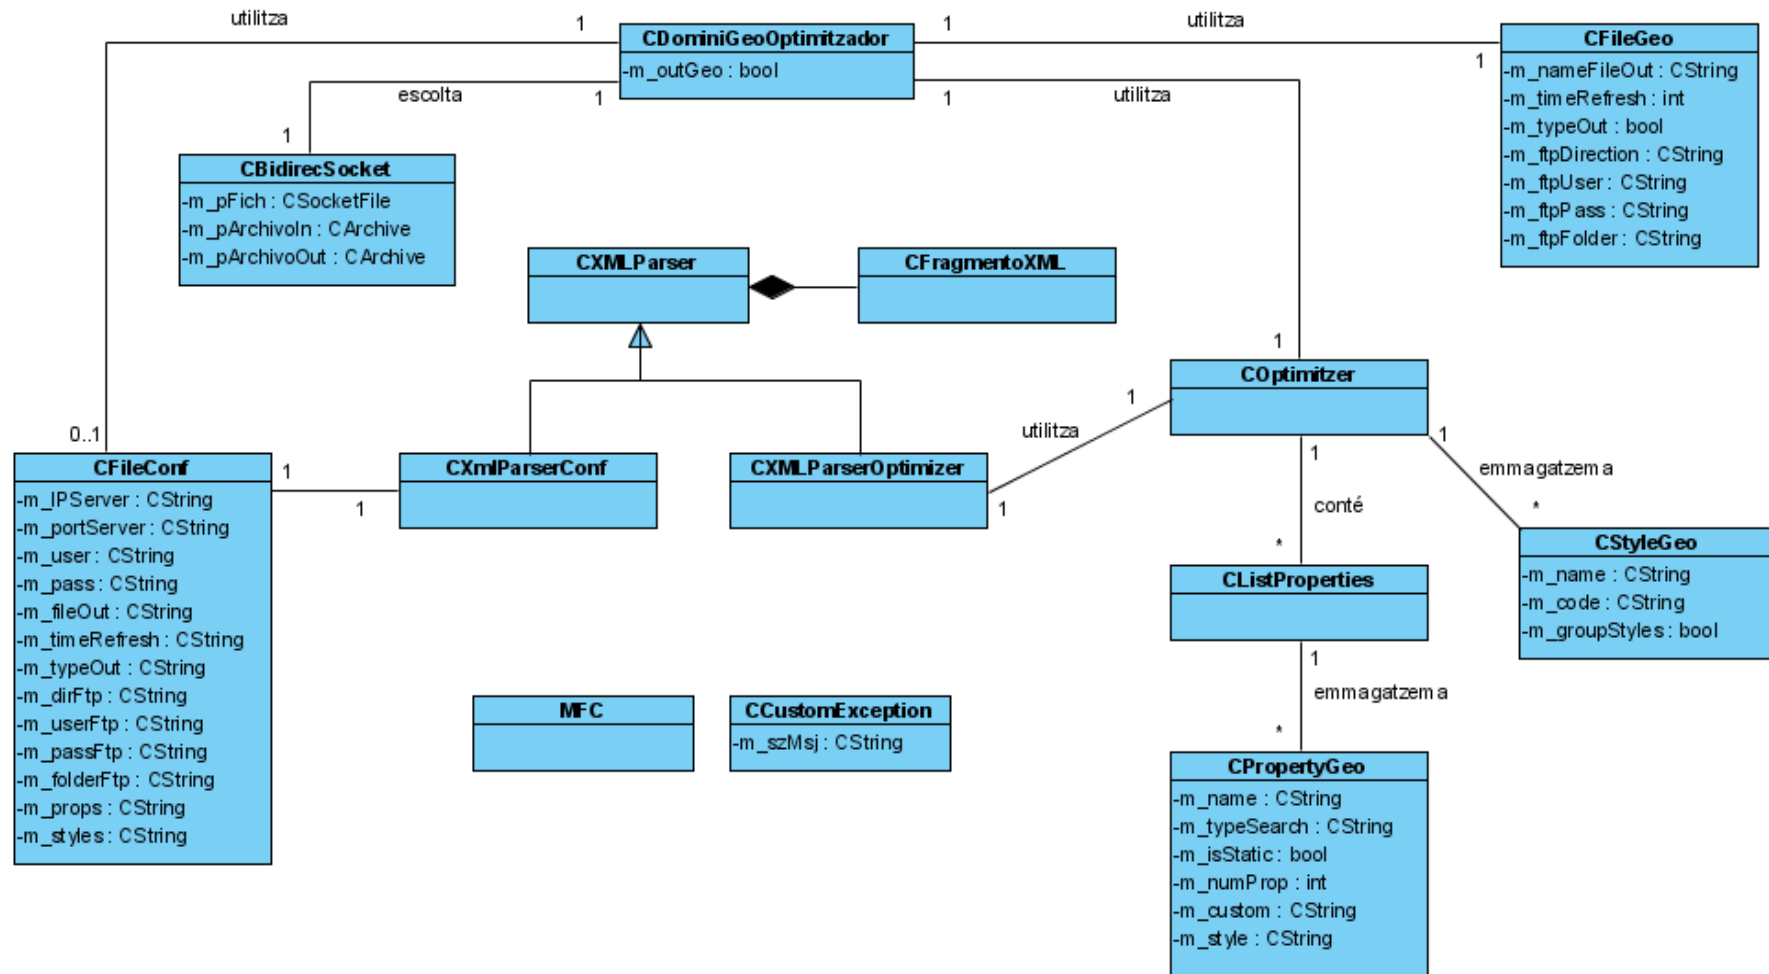 utilitza
1
CDominiGeoOptimitzador
-m_outGeo : bool
1
utilitza
1
CFileGeo
-m_nameFileOut : CString
-m_timeRefresh : int
-m_typeOut : bool
-m_ftpDirection : CString
-m_ftpUser : CString
-m_ftpPass : CString
-m_ftpFolder : CString
escolta
1
1
utilitza
1
CBidirecSocket
-m_pFich : CSocketFile
-m_pArchivoIn : CArchive
-m_pArchivoOut : CArchive
CXMLParser
CFragmentoXML
1
COptimitzer
1
utilitza
1
0..1
CFileConf
-m_IPServer : CString
-m_portServer : CString
-m_user : CString
-m_pass : CString
-m_fileOut : CString
-m_timeRefresh : CString
-m_typeOut : CString
-m_dirFtp : CString
-m_userFtp : CString
-m_passFtp : CString
-m_folderFtp : CString
-m_props : CString
-m_styles : CString
1
1
CXmlParserConf
CXMLParserOptimizer
1
conté
*
1
emmagatzema
*
CStyleGeo
-m_name : CString
-m_code : CString
-m_groupStyles : bool
CListProperties
1
emmagatzema
*
MFC
CCustomException
-m_szMsj : CString
CPropertyGeo
-m_name : CString
-m_typeSearch : CString
-m_isStatic : bool
-m_numProp : int
-m_custom : CString
-m_style : CString